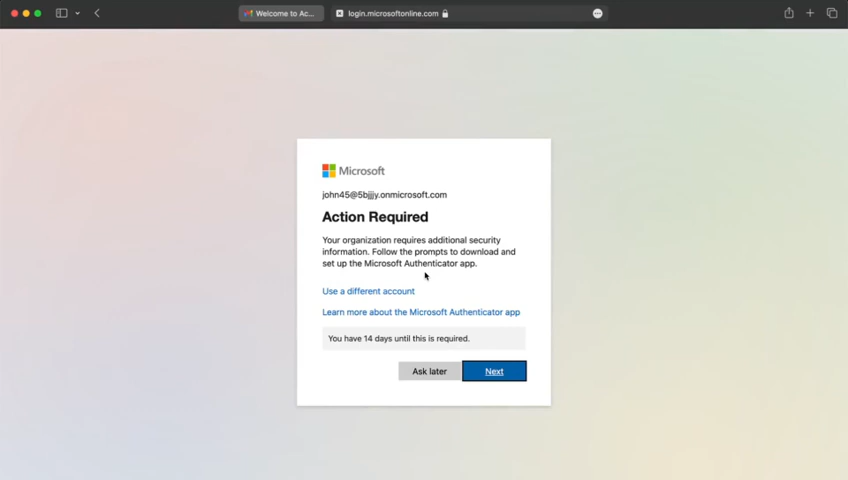 Welcome to Ac...
login.microsoftonline.com
Microsoft
john45@5bjjjy.onmicrosoft.com
Action Required
Your organization requires additional security
information. Follow the prompts to download and
set up the Microsoft Authenticator app.
Use a different account
Learn more about the Microsoft Authenticator app
You have 14 days until this is required.
Ask later
Next